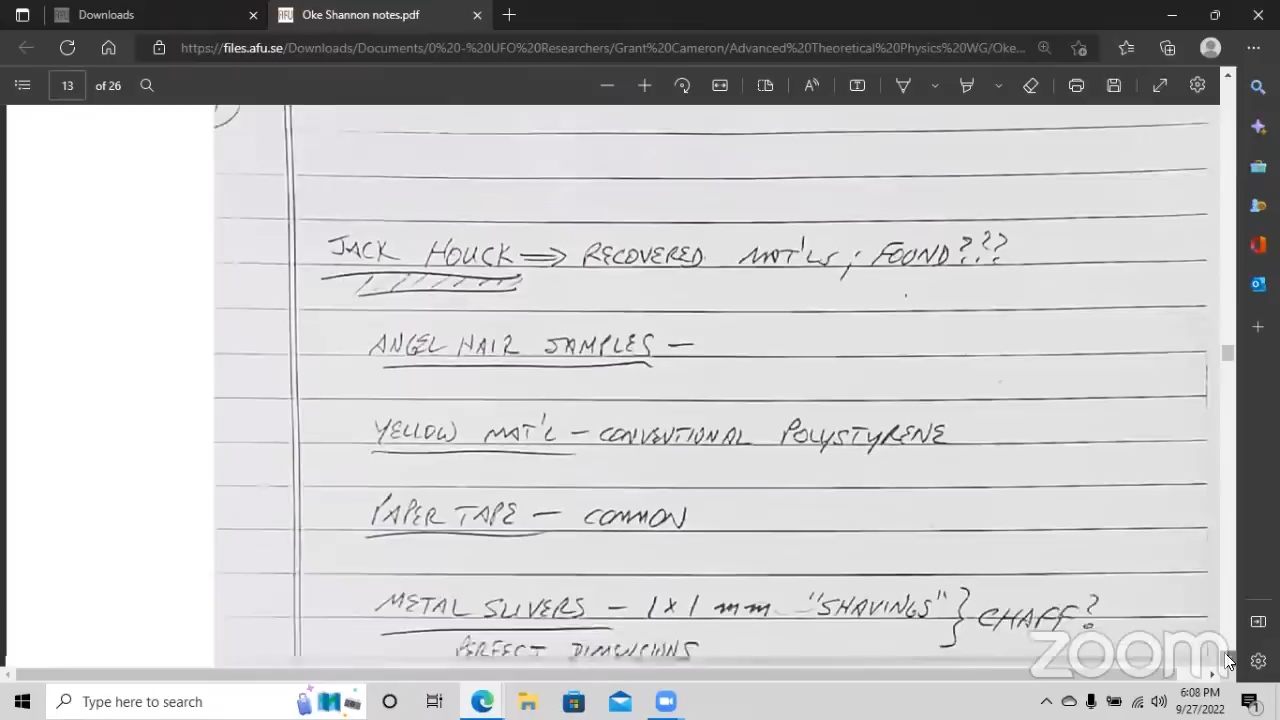 Downloads
Oke Shannon notes.pdf
https://files.afu.se/Downloads/Documents/0%20-%20UFO%20Researchers/Grant%20Cameron/Advanced%20Theoretical%20Physics%20WG/Oke...
13 of 26
JACK HOUCK ⇒ RECOVERED MAT'LS; FOUND???
ANGEL HAIR SAMPLES —
YELLOW MAT'L - CONVENTIONAL POLYSTYRENE
PAPER TAPE — COMMON
METAL SLIVERS - 1 x 1 mm "SHAVINGS" } CHAFF?
PERFECT DIMENSIONS
zoom
Type here to search
6:08 PM
9/27/2022